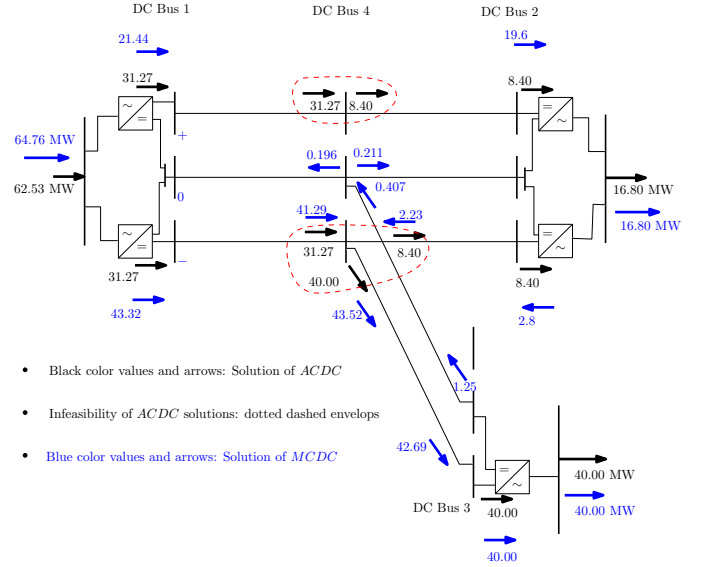 DC Bus 1
DC Bus 4
DC Bus 2
21.44
19.6
31.27
31.27
8.40
8.40
~
=
=
~
+
64.76 MW
62.53 MW
0.196
0.211
0.407
16.80 MW
16.80 MW
0
41.29
2.23
31.27
8.40
~
=
=
~
−
31.27
40.00
8.40
43.32
43.52
2.8
1.25
• Black color values and arrows: Solution of ACDC
• Infeasibility of ACDC solutions: dotted dashed envelops
• Blue color values and arrows: Solution of MCDC
42.69
=
~
40.00 MW
40.00 MW
DC Bus 3
40.00
40.00